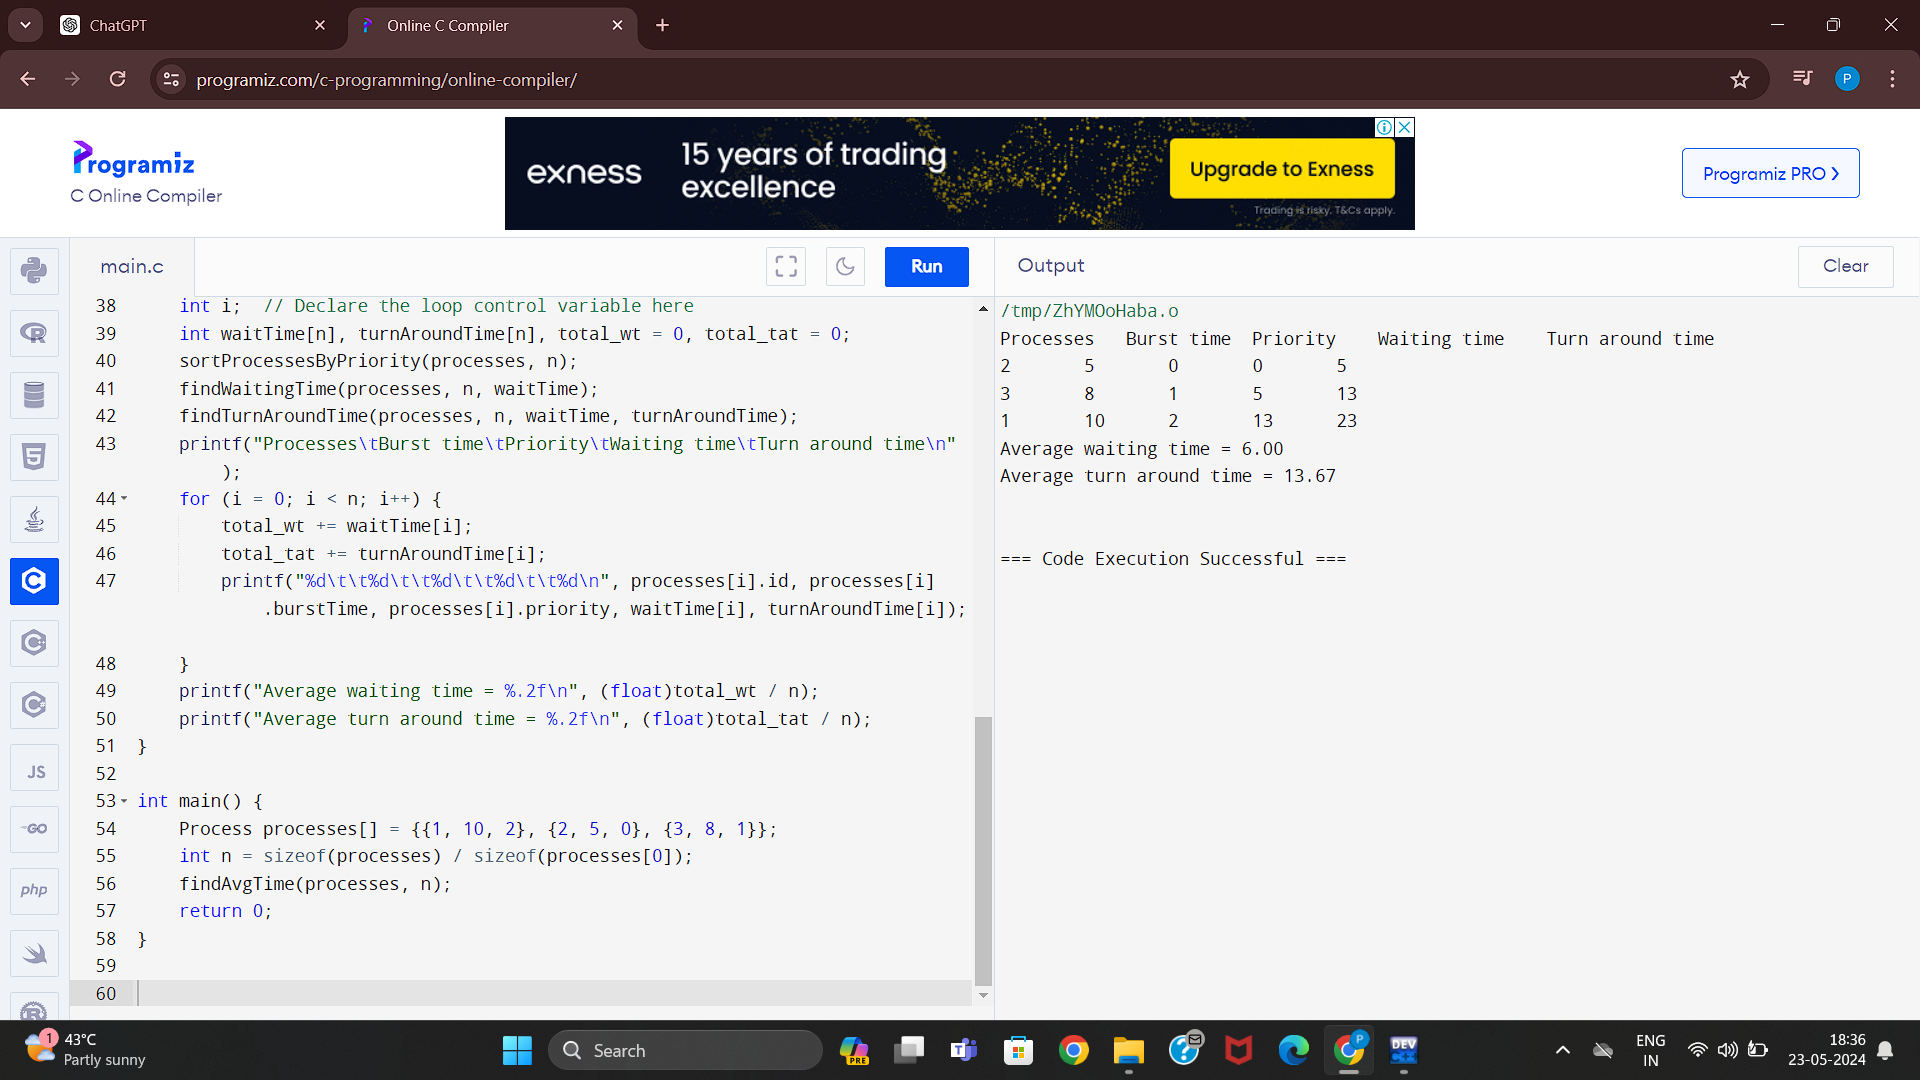 ChatGPT
Online C Compiler
programiz.com/c-programming/online-compiler/
P
Programiz
C Online Compiler
exness
15 years of trading
excellence
Upgrade to Exness
Trading is risky. T&Cs apply.
Programiz PRO ❯
main.c
Run
Output
Clear
38 int i;  // Declare the loop control variable here
39 int waitTime[n], turnAroundTime[n], total_wt = 0, total_tat = 0;
40 sortProcessesByPriority(processes, n);
41 findWaitingTime(processes, n, waitTime);
42 findTurnAroundTime(processes, n, waitTime, turnAroundTime);
43 printf("Processes\tBurst time\tPriority\tWaiting time\tTurn around time\n"
);
44 for (i = 0; i < n; i++) {
45 total_wt += waitTime[i];
46 total_tat += turnAroundTime[i];
47 printf("%d\t\t%d\t\t%d\t\t%d\t\t%d\n", processes[i].id, processes[i]
.burstTime, processes[i].priority, waitTime[i], turnAroundTime[i]);
48 }
49 printf("Average waiting time = %.2f\n", (float)total_wt / n);
50 printf("Average turn around time = %.2f\n", (float)total_tat / n);
51 }
52
53 int main() {
54 Process processes[] = {{1, 10, 2}, {2, 5, 0}, {3, 8, 1}};
55 int n = sizeof(processes) / sizeof(processes[0]);
56 findAvgTime(processes, n);
57 return 0;
58 }
59
60
/tmp/ZhYMOoHaba.o
Processes Burst time Priority Waiting time Turn around time
2 5 0 0 5
3 8 1 5 13
1 10 2 13 23
Average waiting time = 6.00
Average turn around time = 13.67
=== Code Execution Successful ===
R
5
C
C
C
JS
GO
php
R
1
43°C
Partly sunny
Search
PRE
T
?
P
DEV
C++
ENG
IN
18:36
23-05-2024